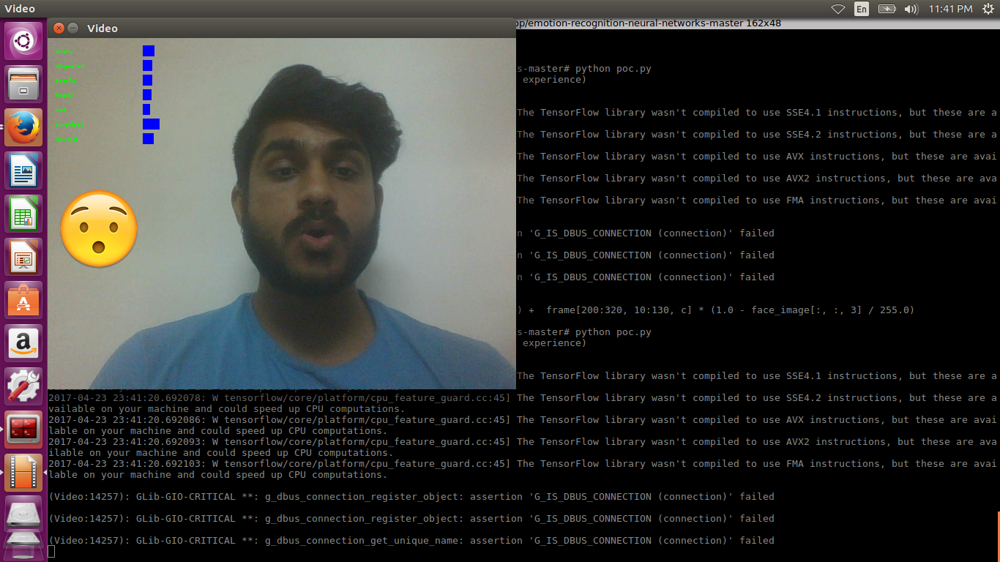 Video
En
11:41 PM
Video
pp/emotion-recognition-neural-networks-master 162x48
s-master# python poc.py
experience)
The TensorFlow library wasn't compiled to use SSE4.1 instructions, but these are a
The TensorFlow library wasn't compiled to use SSE4.2 instructions, but these are a
The TensorFlow library wasn't compiled to use AVX instructions, but these are avai
The TensorFlow library wasn't compiled to use AVX2 instructions, but these are ava
The TensorFlow library wasn't compiled to use FMA instructions, but these are avai
n 'G_IS_DBUS_CONNECTION (connection)' failed
n 'G_IS_DBUS_CONNECTION (connection)' failed
n 'G_IS_DBUS_CONNECTION (connection)' failed
) +  frame[200:320, 10:130, c] * (1.0 - face_image[:, :, 3] / 255.0)
s-master# python poc.py
experience)
The TensorFlow library wasn't compiled to use SSE4.1 instructions, but these are a
2017-04-23 23:41:20.692078: W tensorflow/core/platform/cpu_feature_guard.cc:45] The TensorFlow library wasn't compiled to use SSE4.2 instructions, but these are a
vailable on your machine and could speed up CPU computations.
2017-04-23 23:41:20.692086: W tensorflow/core/platform/cpu_feature_guard.cc:45] The TensorFlow library wasn't compiled to use AVX instructions, but these are avai
lable on your machine and could speed up CPU computations.
2017-04-23 23:41:20.692093: W tensorflow/core/platform/cpu_feature_guard.cc:45] The TensorFlow library wasn't compiled to use AVX2 instructions, but these are ava
ilable on your machine and could speed up CPU computations.
2017-04-23 23:41:20.692103: W tensorflow/core/platform/cpu_feature_guard.cc:45] The TensorFlow library wasn't compiled to use FMA instructions, but these are avai
lable on your machine and could speed up CPU computations.
(Video:14257): GLib-GIO-CRITICAL **: g_dbus_connection_register_object: assertion 'G_IS_DBUS_CONNECTION (connection)' failed
(Video:14257): GLib-GIO-CRITICAL **: g_dbus_connection_register_object: assertion 'G_IS_DBUS_CONNECTION (connection)' failed
(Video:14257): GLib-GIO-CRITICAL **: g_dbus_connection_get_unique_name: assertion 'G_IS_DBUS_CONNECTION (connection)' failed